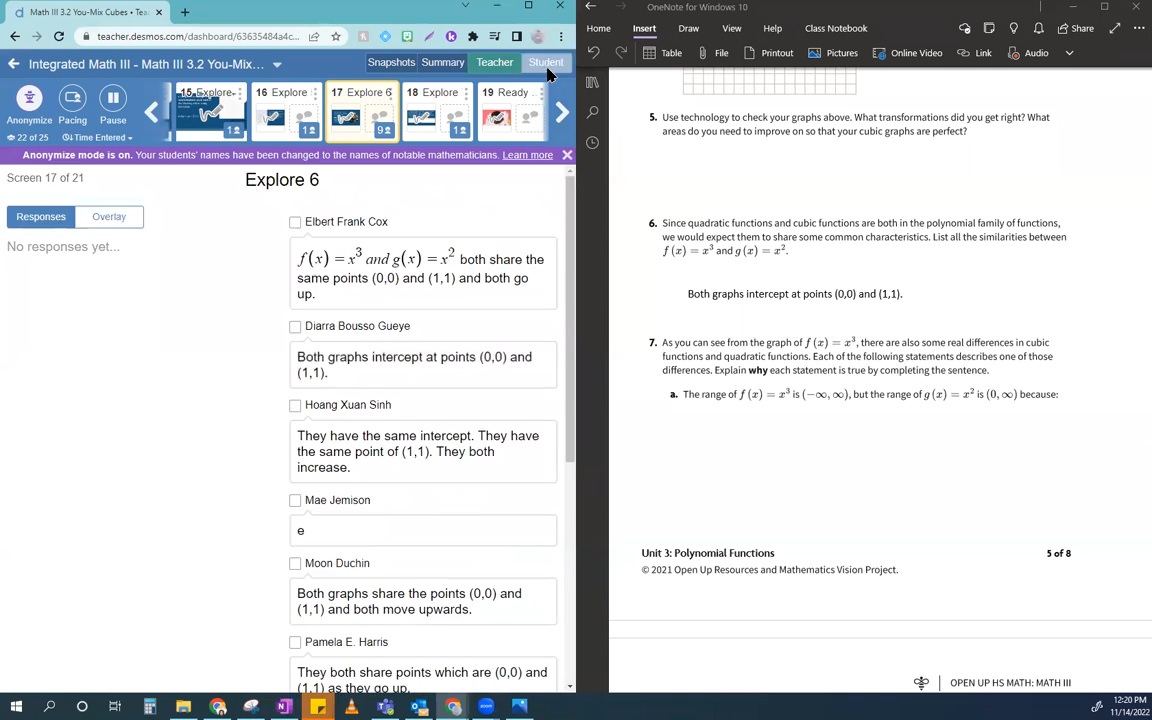 Math III 3.2 You-Mix Cubes - Tea
teacher.desmos.com/dashboard/63635484a4c...
Integrated Math III - Math III 3.2 You-Mix...
Snapshots
Summary
Teacher
Student
Anonymize
Pacing
Pause
22 of 25
Time Entered
15 Explore
1
16 Explore
1
17 Explore 6
9
18 Explore
1
19 Ready
Anonymize mode is on. Your students' names have been changed to the names of notable mathematicians. Learn more
Screen 17 of 21
Explore 6
Responses
Overlay
No responses yet...
Elbert Frank Cox
f(x) = x³ and g(x) = x² both share the
same points (0,0) and (1,1) and both go
up.
Diarra Bousso Gueye
Both graphs intercept at points (0,0) and
(1,1).
Hoang Xuan Sinh
They have the same intercept. They have
the same point of (1,1). They both
increase.
Mae Jemison
e
Moon Duchin
Both graphs share the points (0,0) and
(1,1) and both move upwards.
Pamela E. Harris
They both share points which are (0,0) and
(1,1) as they go up.
OneNote for Windows 10
Home
Insert
Draw
View
Help
Class Notebook
Share
Table
File
Printout
Pictures
Online Video
Link
Audio
5. Use technology to check your graphs above. What transformations did you get right? What
areas do you need to improve on so that your cubic graphs are perfect?
6. Since quadratic functions and cubic functions are both in the polynomial family of functions,
we would expect them to share some common characteristics. List all the similarities between
f (x) = x³ and g (x) = x².
Both graphs intercept at points (0,0) and (1,1).
7. As you can see from the graph of f (x) = x³, there are also some real differences in cubic
functions and quadratic functions. Each of the following statements describes one of those
differences. Explain why each statement is true by completing the sentence.
a. The range of f (x) = x³ is (−∞, ∞), but the range of g (x) = x² is (0, ∞) because:
Unit 3: Polynomial Functions
5 of 8
© 2021 Open Up Resources and Mathematics Vision Project.
OPEN UP HS MATH: MATH III
12:20 PM
11/14/2022